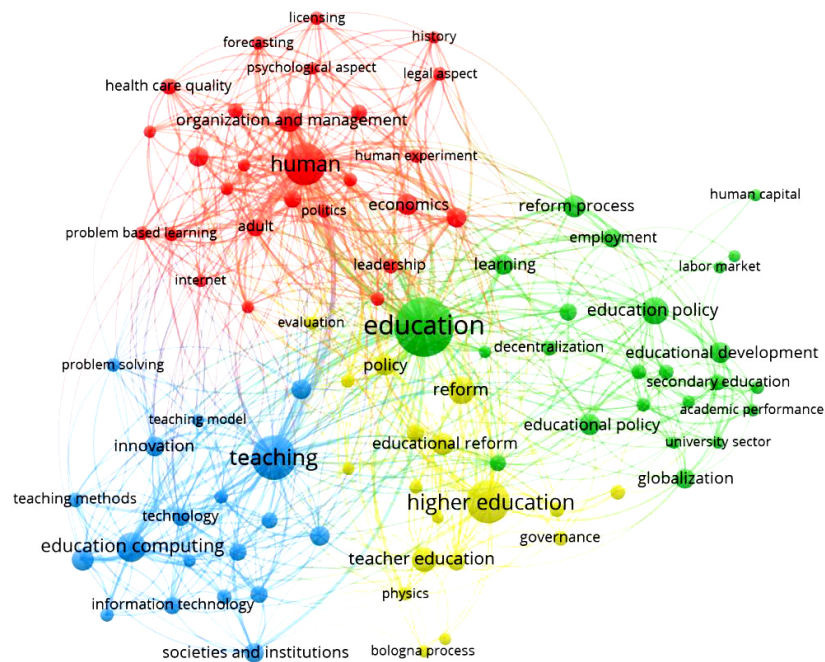 licensing
forecasting
history
psychological aspect
legal aspect
health care quality
organization and management
human
human experiment
human capital
politics
economics
reform process
problem based learning
adult
employment
leadership
learning
labor market
internet
education policy
evaluation
education
decentralization
educational development
problem solving
policy
secondary education
reform
teaching model
academic performance
innovation
educational reform
educational policy
university sector
teaching
globalization
teaching methods
higher education
technology
education computing
governance
teacher education
physics
information technology
societies and institutions
bologna process